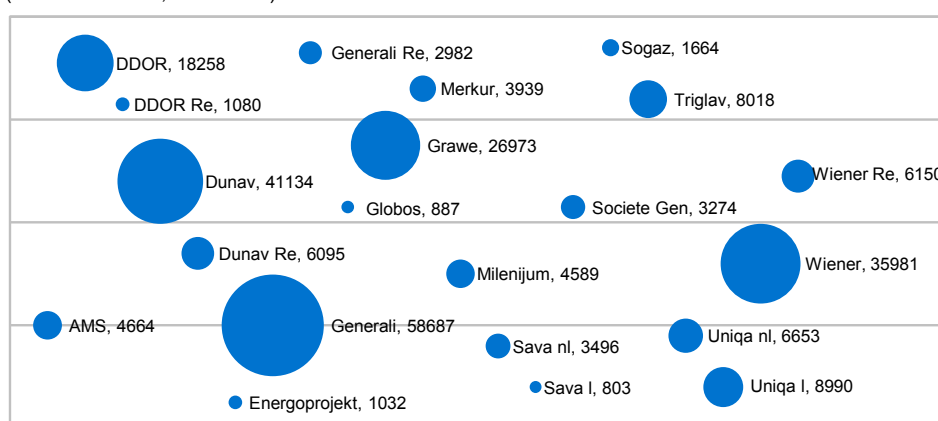 DDOR, 18258
Generali Re, 2982
Sogaz, 1664
Merkur, 3939
Triglav, 8018
DDOR Re, 1080
Grawe, 26973
Wiener Re, 6150
Dunav, 41134
Globos, 887
Societe Gen, 3274
Dunav Re, 6095
Wiener, 35981
Milenijum, 4589
AMS, 4664
Generali, 58687
Uniqa nl, 6653
Sava nl, 3496
Sava l, 803
Uniqa l, 8990
Energoprojekt, 1032